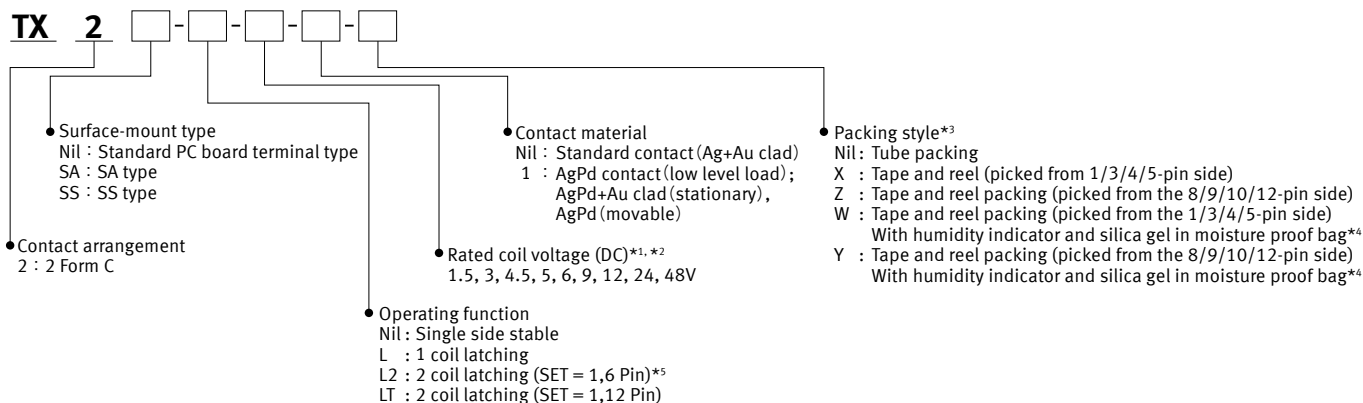 TX 2 - - - -
Surface-mount type
Nil : Standard PC board terminal type
SA : SA type
SS : SS type
Contact material
Nil : Standard contact (Ag+Au clad)
1 : AgPd contact (low level load);
AgPd+Au clad (stationary),
AgPd (movable)
Packing style*3
Nil : Tube packing
X : Tape and reel (picked from 1/3/4/5-pin side)
Z : Tape and reel packing (picked from the 8/9/10/12-pin side)
W : Tape and reel packing (picked from the 1/3/4/5-pin side)
With humidity indicator and silica gel in moisture proof bag*4
Y : Tape and reel packing (picked from the 8/9/10/12-pin side)
With humidity indicator and silica gel in moisture proof bag*4
Contact arrangement
2 : 2 Form C
Rated coil voltage (DC)*1, *2
1.5, 3, 4.5, 5, 6, 9, 12, 24, 48V
Operating function
Nil : Single side stable
L : 1 coil latching
L2 : 2 coil latching (SET = 1,6 Pin)*5
LT : 2 coil latching (SET = 1,12 Pin)